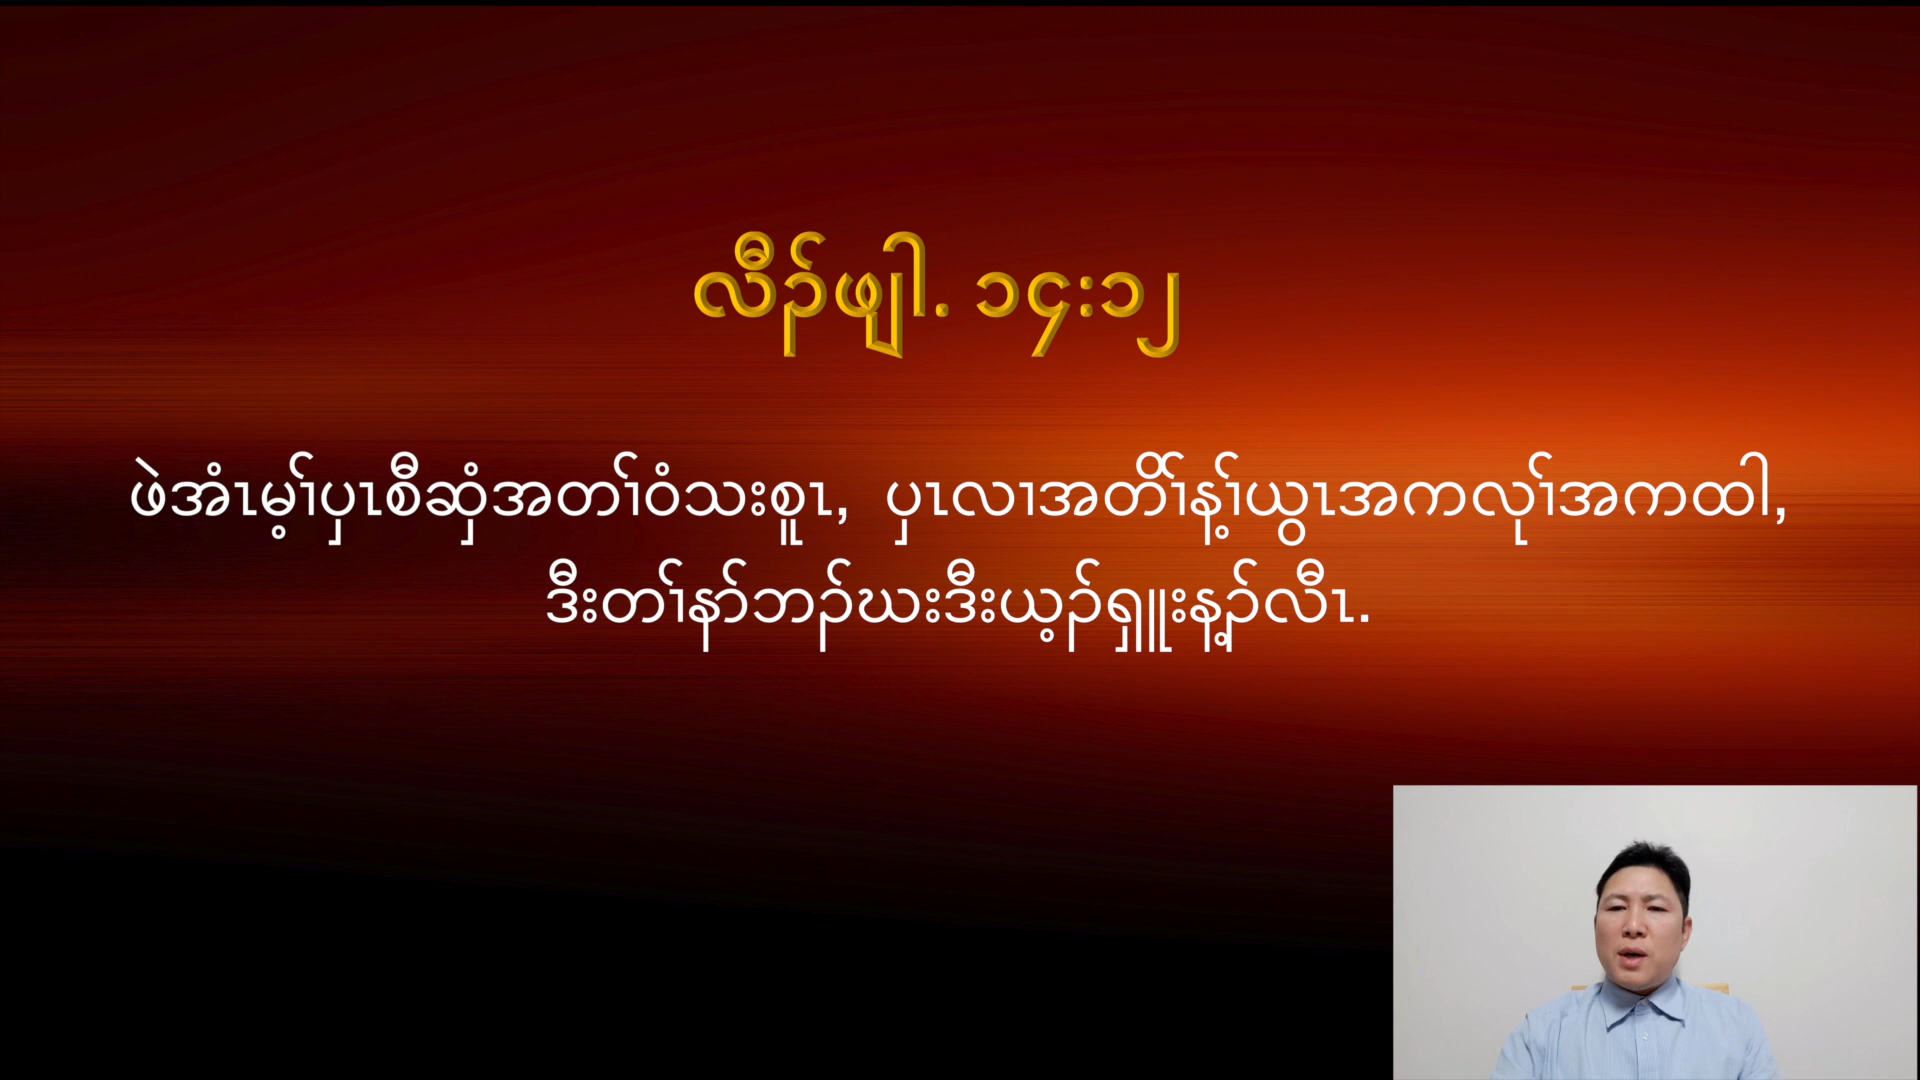 လီၣ်ဖျါ. ၁၄:၁၂
ဖဲအံၤမ့ၢ်ပှၤစီဆှံအတၢ်ဝံသးစူၤ, ပှၤလၢအတိၢ်န့ၢ်ယွၤအကလုၢ်အကထါ,
ဒီးတၢ်နာ်ဘၣ်ဃးဒီးယ့ၣ်ရှူးန့ၣ်လီၤ.